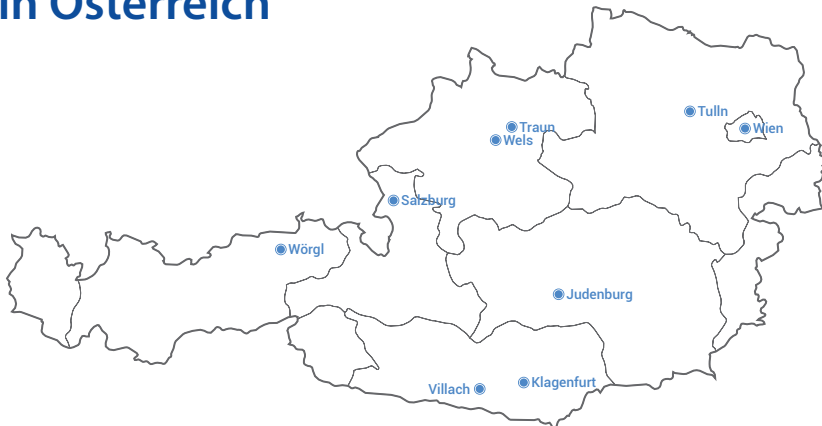 in Österreich
Tulln
Traun
Wien
Wels
Salzburg
Wörgl
Judenburg
Klagenfurt
Villach